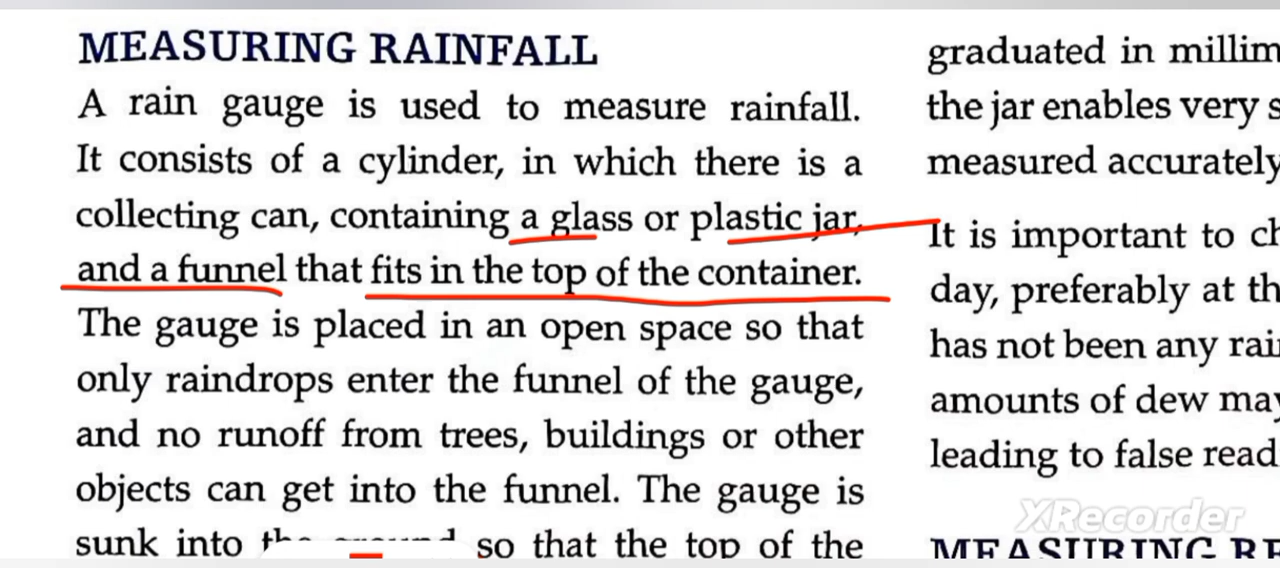 MEASURING RAINFALL
A rain gauge is used to measure rainfall.
It consists of a cylinder, in which there is a
collecting can, containing a glass or plastic jar,
and a funnel that fits in the top of the container.
The gauge is placed in an open space so that
only raindrops enter the funnel of the gauge,
and no runoff from trees, buildings or other
objects can get into the funnel. The gauge is
sunk into so that the top of the
graduated in
the jar enables very
measured accurately
It is important to
day, preferably at
has not been any
amounts of dew may
leading to false
XRecorder
MEASURING